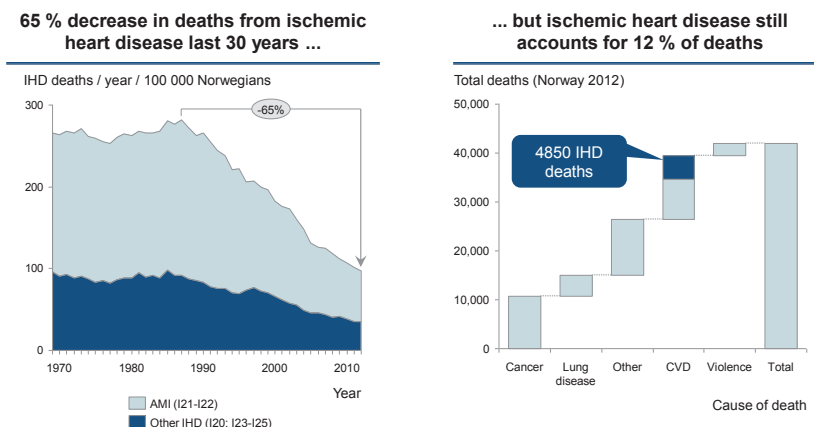 65 % decrease in deaths from ischemic
heart disease last 30 years ...
IHD deaths / year / 100 000 Norwegians
300
200
100
0
-65%
1970 1980 1990 2000 2010
Year
AMI (I21-I22)
Other IHD (I20; I23-I25)
... but ischemic heart disease still
accounts for 12 % of deaths
Total deaths (Norway 2012)
50,000
40,000
30,000
20,000
10,000
0
4850 IHD
deaths
Cancer Lung Other CVD Violence Total
disease
Cause of death